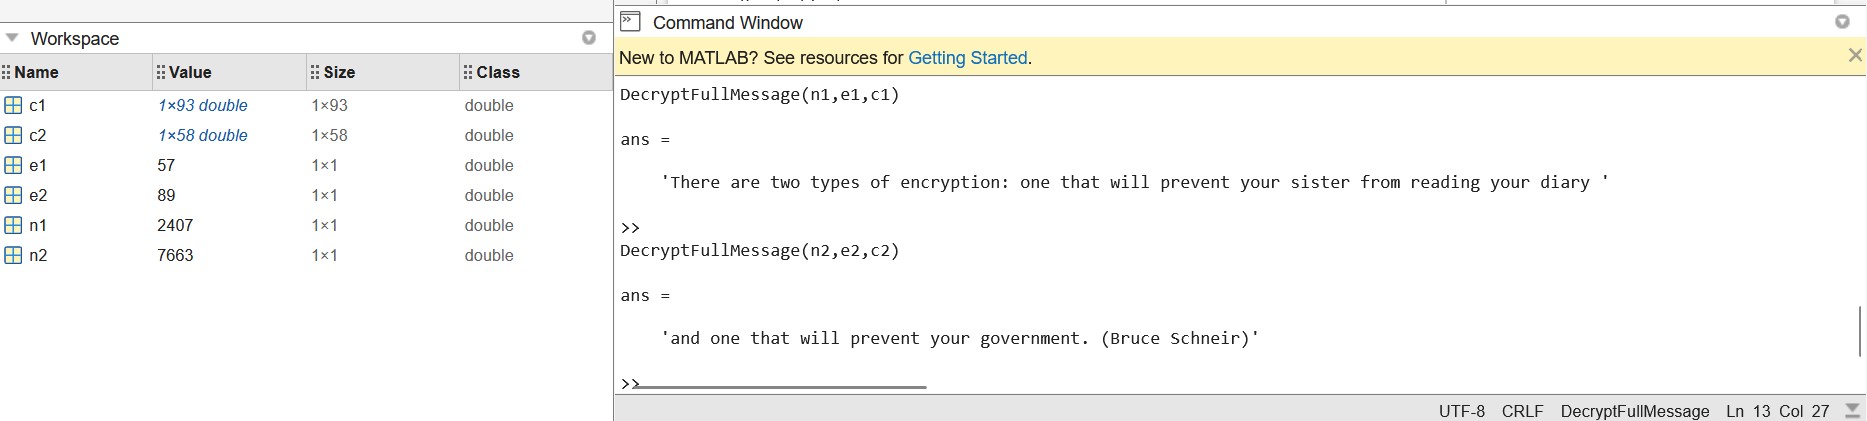 Workspace
Name Value Size Class
c1 1×93 double 1×93 double
c2 1×58 double 1×58 double
e1 57 1×1 double
e2 89 1×1 double
n1 2407 1×1 double
n2 7663 1×1 double
Command Window
New to MATLAB? See resources for Getting Started.
DecryptFullMessage(n1,e1,c1)
ans =
'There are two types of encryption: one that will prevent your sister from reading your diary '
>>
DecryptFullMessage(n2,e2,c2)
ans =
'and one that will prevent your government. (Bruce Schneir)'
>>
UTF-8 CRLF DecryptFullMessage Ln 13 Col 27